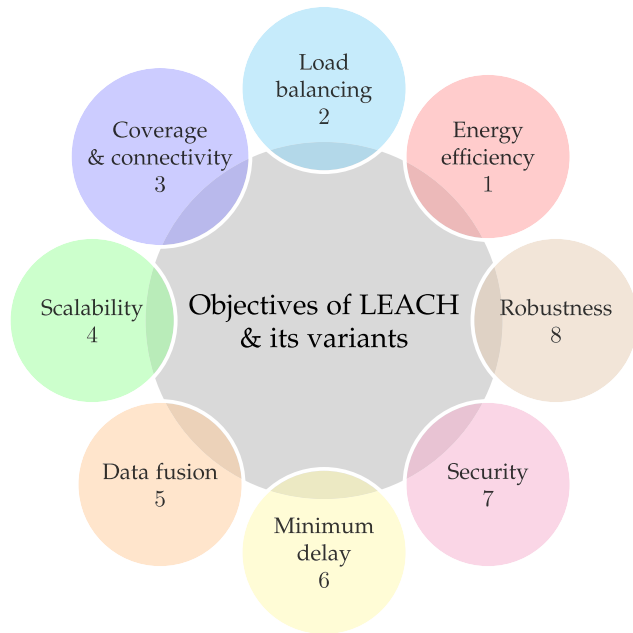 Load
balancing
2
Energy
efficiency
1
Coverage
& connectivity
3
Scalability
4
Objectives of LEACH
& its variants
Robustness
8
Data fusion
5
Security
7
Minimum
delay
6